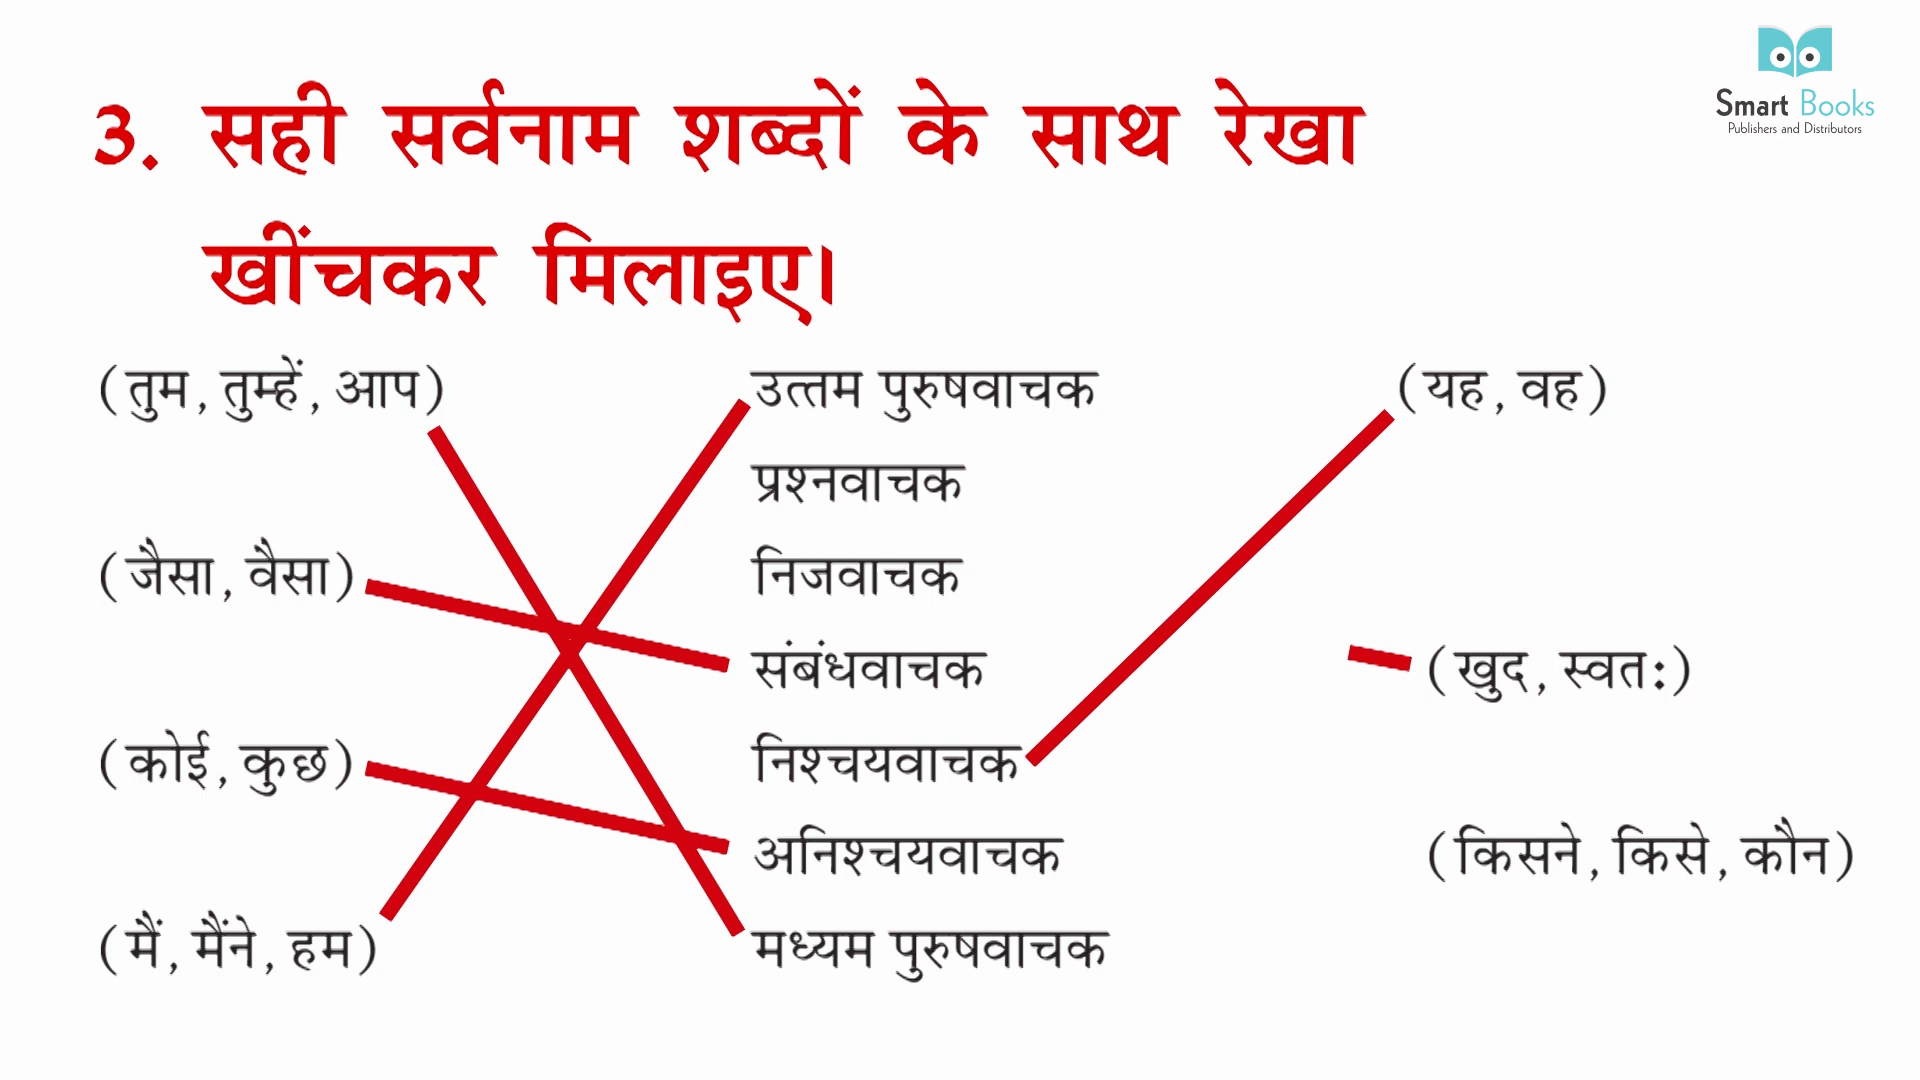 Smart Books
Publishers and Distributors
3. सही सर्वनाम शब्दों के साथ रेखा
खींचकर मिलाइए।
(तुम, तुम्हें, आप) उत्तम पुरुषवाचक (यह, वह)
प्रश्नवाचक
(जैसा, वैसा) निजवाचक
संबंधवाचक (खुद, स्वतः)
(कोई, कुछ) निश्चयवाचक
अनिश्चयवाचक (किसने, किसे, कौन)
(मैं, मैंने, हम) मध्यम पुरुषवाचक